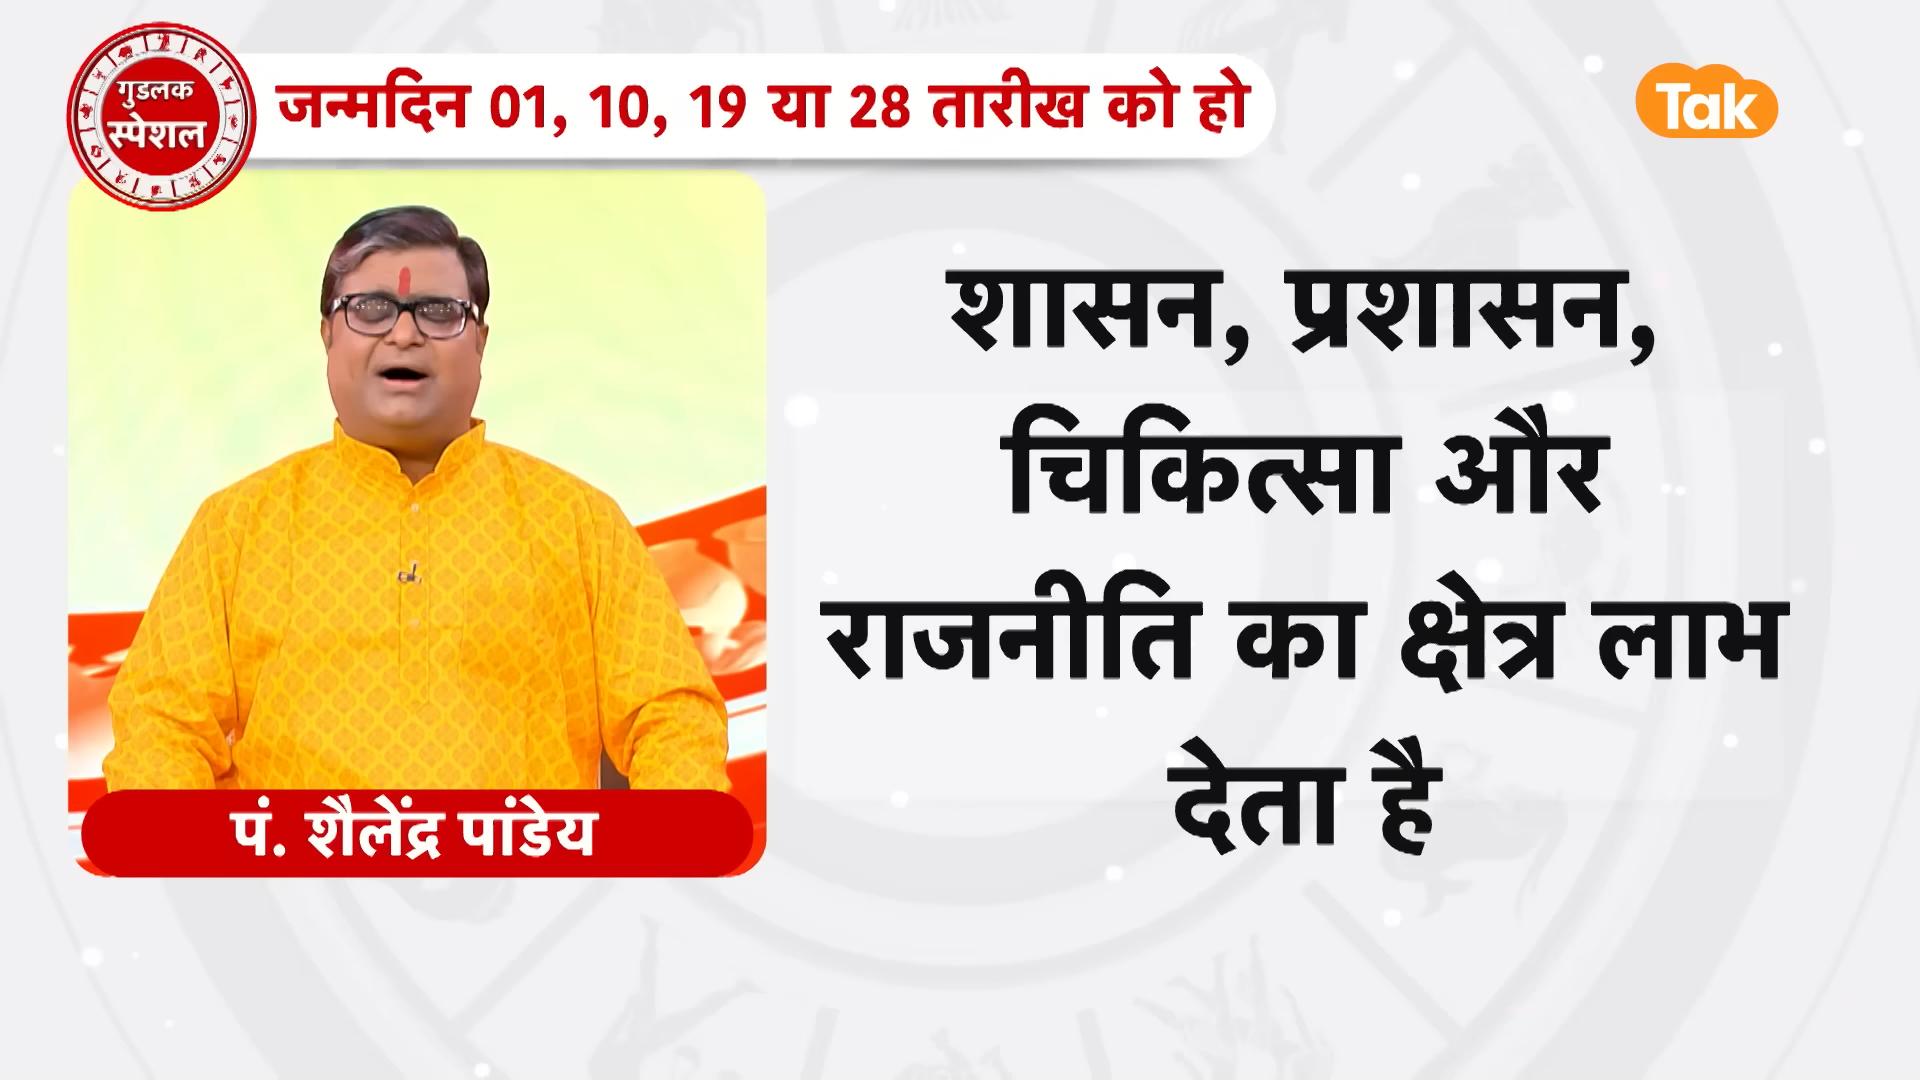 गुडलक
स्पेशल
जन्मदिन 01, 10, 19 या 28 तारीख को हो
Tak
शासन, प्रशासन,
चिकित्सा और
राजनीति का क्षेत्र लाभ
देता है
पं. शैलेंद्र पांडेय